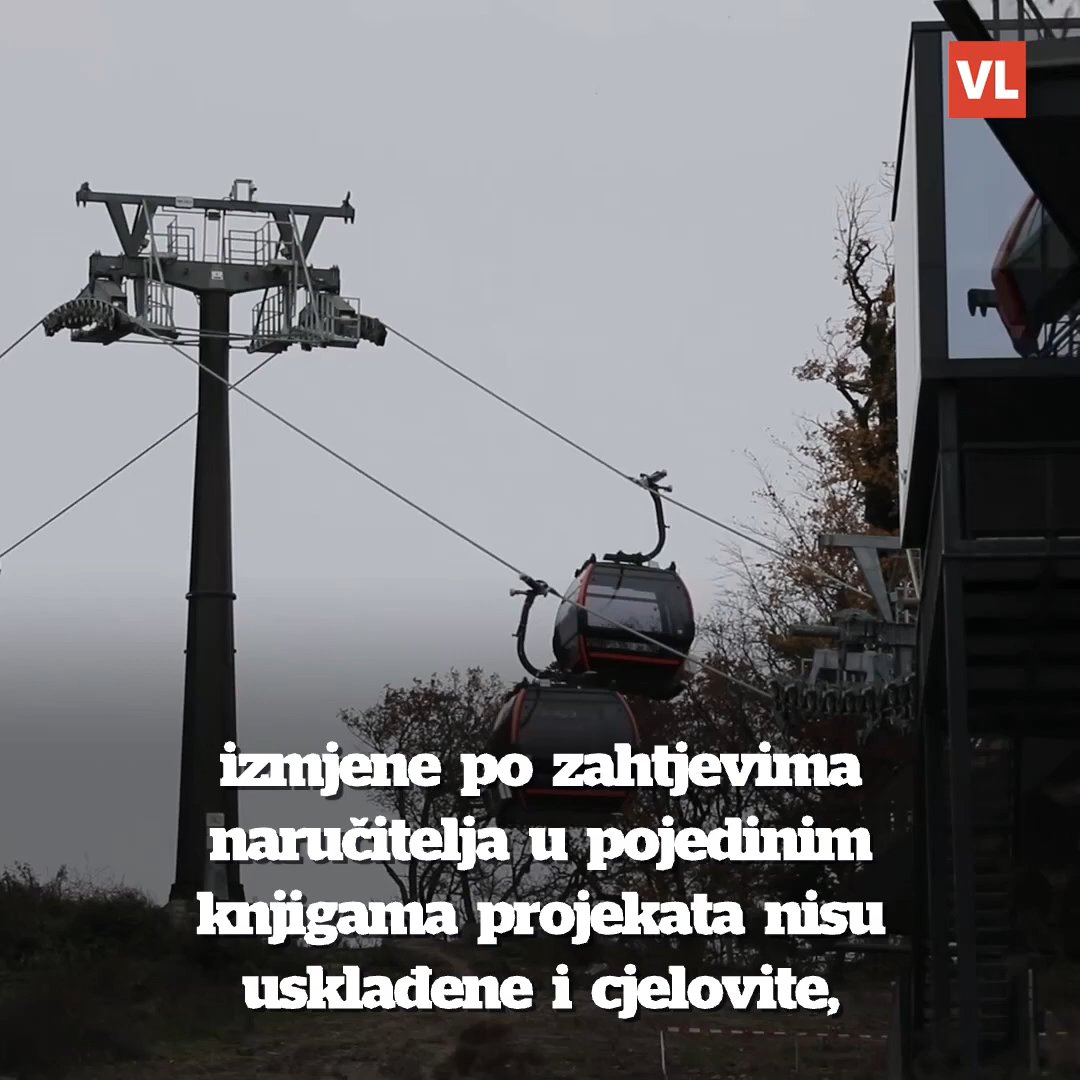 VL
izmjene po zahtjevima
naručitelja u pojedinim
knjigama projekata nisu
usklađene i cjelovite,